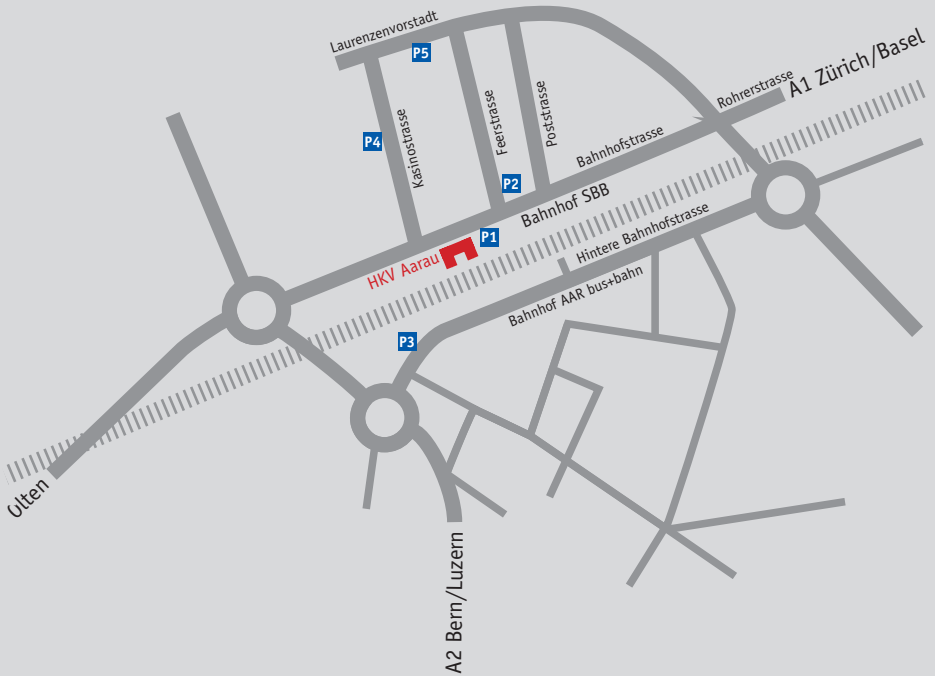 Laurenzenvorstadt
P5
A1 Zürich/Basel
Rohrerstrasse
P4
Kasinostrasse
Feerstrasse
Poststrasse
Bahnhofstrasse
P2
Bahnhof SBB
P1
HKV Aarau
Hintere Bahnhofstrasse
Bahnhof AAR bus+bahn
P3
Olten
A2 Bern/Luzern